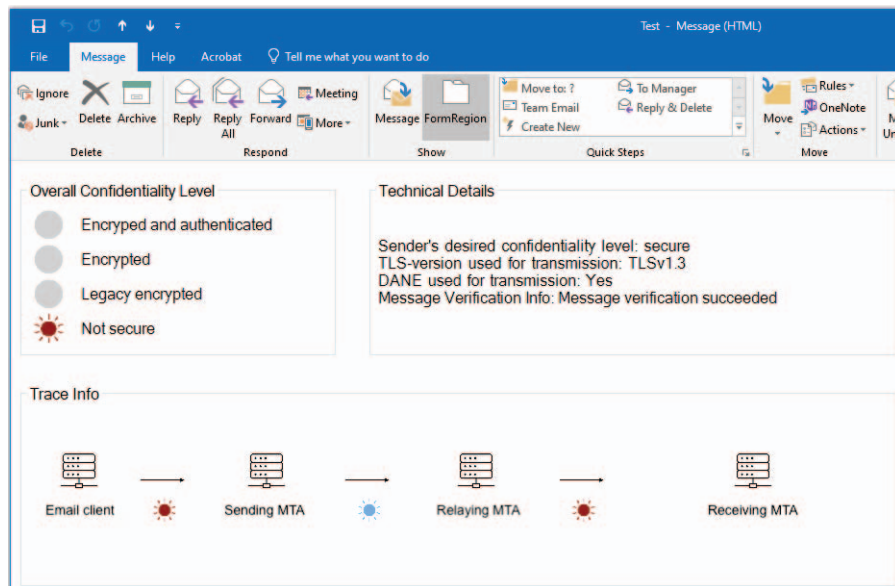 Test - Message (HTML)
File Message Help Acrobat Tell me what you want to do
Ignore
Junk
Delete
Archive
Delete
Reply
Reply All
Forward
Meeting
More
Respond
Message
FormRegion
Show
Move to: ?
Team Email
Create New
To Manager
Reply & Delete
Quick Steps
Move
Rules
OneNote
Actions
Move
Overall Confidentiality Level
Encryped and authenticated
Encrypted
Legacy encrypted
Not secure
Technical Details
Sender's desired confidentiality level: secure
TLS-version used for transmission: TLSv1.3
DANE used for transmission: Yes
Message Verification Info: Message verification succeeded
Trace Info
Email client
Sending MTA
Relaying MTA
Receiving MTA